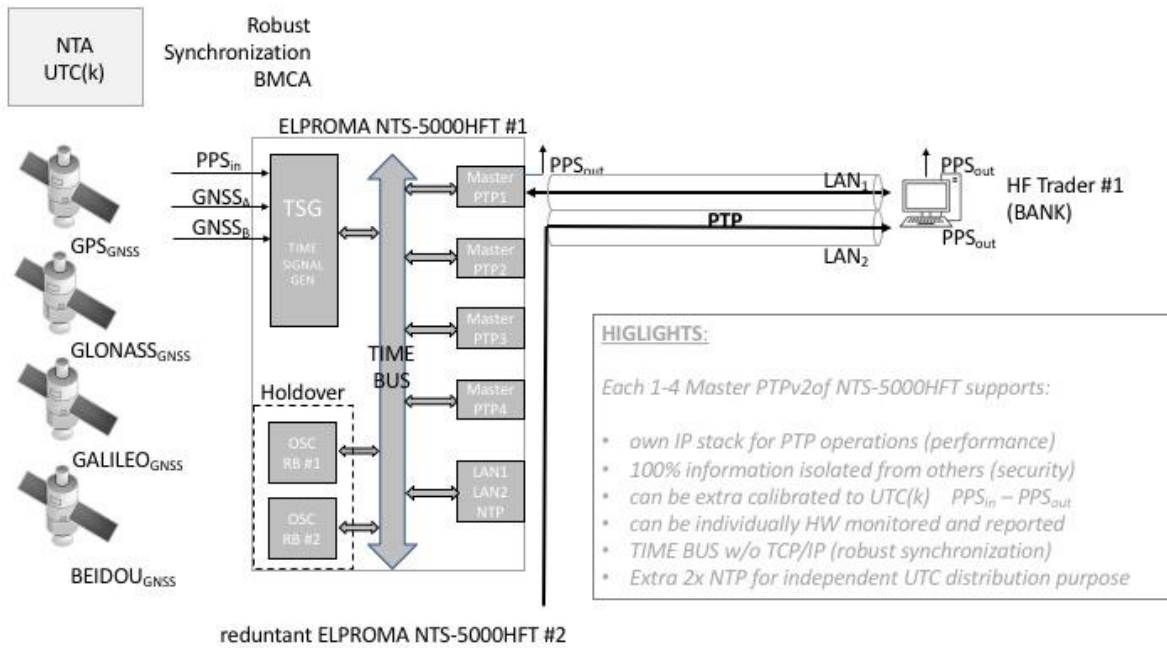 NTA
UTC(k)
Robust
Synchronization
BMCA
ELPROMA NTS-5000HFT #1
PPSin
GNSSA
GNSSB
TSG
TIME
SIGNAL
GEN
TIME
BUS
Holdover
OSC
RB #1
OSC
RB #2
Master
PTP1
Master
PTP2
Master
PTP3
Master
PTP4
LAN1
LAN2
NTP
GPSGNSS
GLONASSGNSS
GALILEOGNSS
BEIDOUGNSS
PPSout
LAN1
PTP
LAN2
PPSout
PPSout
HF Trader #1
(BANK)
HIGLIGHTS:
Each 1-4 Master PTPv2of NTS-5000HFT supports:
• own IP stack for PTP operations (performance)
• 100% information isolated from others (security)
• can be extra calibrated to UTC(k) PPSin – PPSout
• can be individually HW monitored and reported
• TIME BUS w/o TCP/IP (robust synchronization)
• Extra 2x NTP for independent UTC distribution purpose
reduntant ELPROMA NTS-5000HFT #2